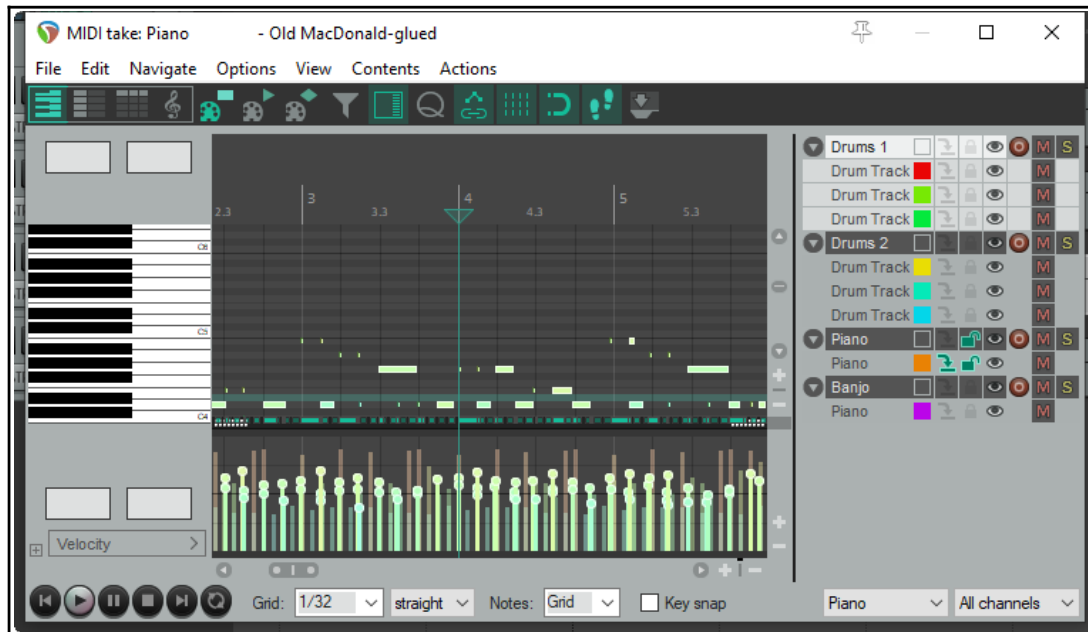 MIDI take: Piano - Old MacDonald-glued
File Edit Navigate Options View Contents Actions
Drums 1 M S
Drum Track M
Drum Track M
3 4 5
2.3 3.3 4.3 5.3
Drum Track M
C6
Drums 2 M S
Drum Track M
Drum Track M
Drum Track M
C5
Piano M S
Piano M
Banjo M S
C4
Piano M
Velocity
Grid: 1/32 straight Notes: Grid Key snap Piano All channels